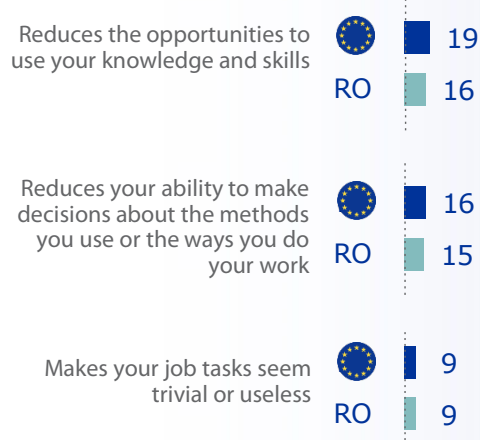 Reduces the opportunities to
use your knowledge and skills
19
RO
16
Reduces your ability to make
decisions about the methods
you use or the ways you do
your work
16
RO
15
Makes your job tasks seem
trivial or useless
9
RO
9